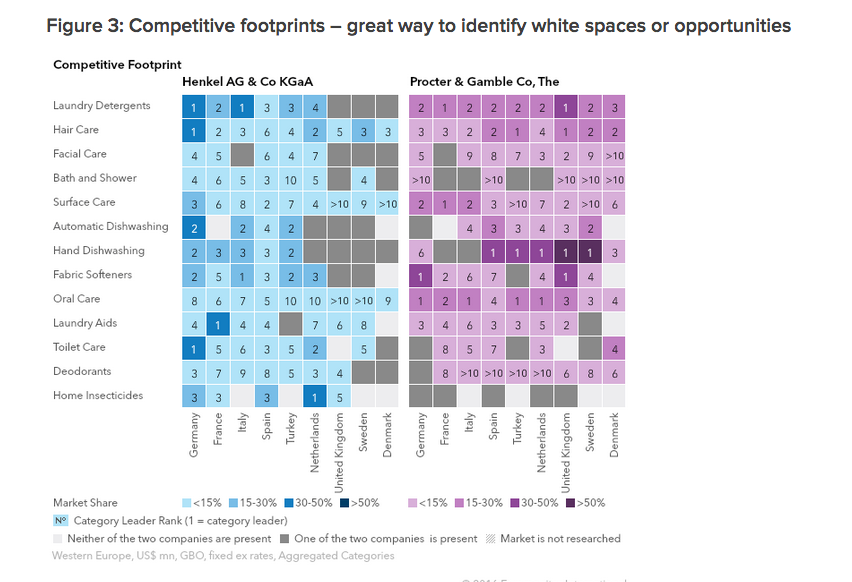 Figure 3: Competitive footprints – great way to identify white spaces or opportunities
Competitive Footprint
Henkel AG & Co KGaA Procter & Gamble Co, The
Laundry Detergents 1 2 1 3 3 4 2 1 2 2 2 2 1 2 3
Hair Care 1 2 3 6 4 2 5 3 3 3 3 2 2 1 4 1 2 2
Facial Care 4 5 6 4 7 5 9 8 7 3 2 9 >10
Bath and Shower 4 6 5 3 10 5 4 >10 >10 >10 >10 >10
Surface Care 3 6 8 2 7 4 >10 9 >10 2 1 2 3 >10 7 2 >10 6
Automatic Dishwashing 2 2 4 2 4 3 3 4 3 2
Hand Dishwashing 2 3 3 3 2 6 1 1 1 1 1 3
Fabric Softeners 2 5 1 3 2 3 1 2 6 7 4 1 4
Oral Care 8 6 7 5 10 10 >10 >10 9 1 2 1 4 1 1 3 3 4
Laundry Aids 4 1 4 4 7 6 8 3 4 6 3 3 5 2
Toilet Care 1 5 6 3 5 2 5 8 5 7 3 4
Deodorants 3 7 9 8 5 3 4 8 >10 >10 >10 >10 6 8 6
Home Insecticides 3 3 3 1 5
Germany France Italy Spain Turkey Netherlands United Kingdom Sweden Denmark Germany France Italy Spain Turkey Netherlands United Kingdom Sweden Denmark
Market Share <15% 15-30% 30-50% >50% <15% 15-30% 30-50% >50%
Nº Category Leader Rank (1 = category leader)
Neither of the two companies are present One of the two companies is present Market is not researched
Western Europe, US$ mn, GBO, fixed ex rates, Aggregated Categories